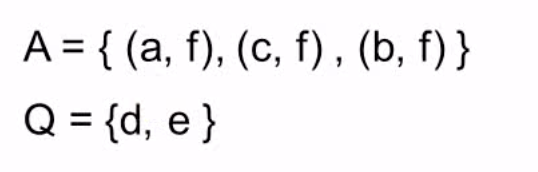 A = { (a, f), (c, f) , (b, f) }
Q = {d, e }